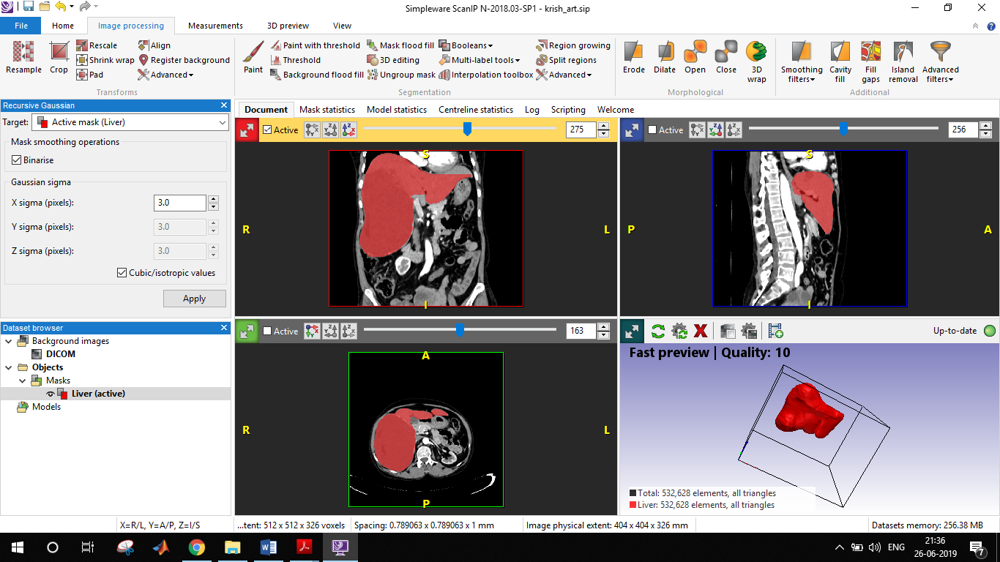 Simpleware ScanIP N-2018.03-SP1 - krish_art.sip
File Home Image processing Measurements 3D preview View
Resample
Crop
Rescale
Shrink wrap
Pad
Align
Register background
Advanced
Transforms
Paint
Paint with threshold
Threshold
Background flood fill
Mask flood fill
3D editing
Ungroup mask
Booleans
Multi-label tools
Interpolation toolbox
Region growing
Split regions
Advanced
Segmentation
Erode
Dilate
Open
Close
3D wrap
Morphological
Smoothing filters
Cavity fill
Fill gaps
Island removal
Advanced filters
Additional
Recursive Gaussian
Target: Active mask (Liver)
Mask smoothing operations
Binarise
Gaussian sigma
X sigma (pixels): 3.0
Y sigma (pixels): 3.0
Z sigma (pixels): 3.0
Cubic/isotropic values
Apply
Dataset browser
Background images
DICOM
Objects
Masks
Liver (active)
Models
Document Mask statistics Model statistics Centreline statistics Log Scripting Welcome
Active 275
S
R L
I
Active 256
S
P A
I
Active 163
A
R L
P
Up-to-date
Fast preview | Quality: 10
Total: 532,628 elements, all triangles
Liver: 532,628 elements, all triangles
X=R/L, Y=A/P, Z=I/S ...tent: 512 x 512 x 326 voxels Spacing: 0.789063 x 0.789063 x 1 mm Image physical extent: 404 x 404 x 326 mm Datasets memory: 256.38 MB
ENG
21:36
26-06-2019
7